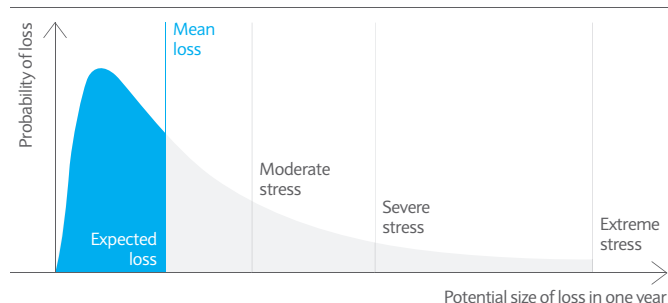 Probability of loss
Mean
loss
Moderate
stress
Severe
stress
Extreme
stress
Expected
loss
Potential size of loss in one year